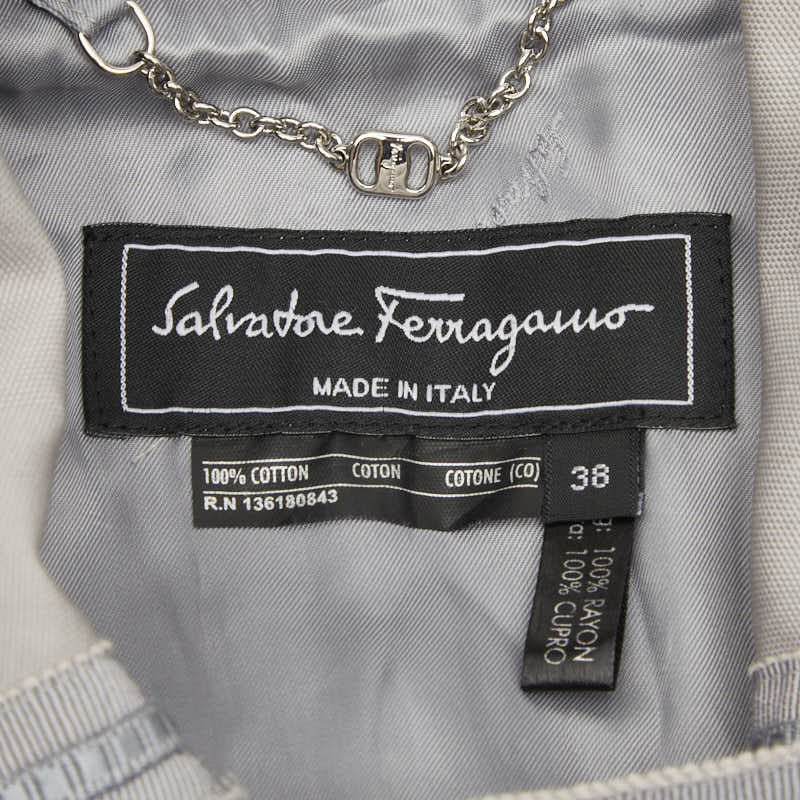 Salvatore Ferragamo
MADE IN ITALY
100% COTTON COTON COTONE (CO)
R.N 136180843
38
g: 100% RAYON
a: 100% CUPRO